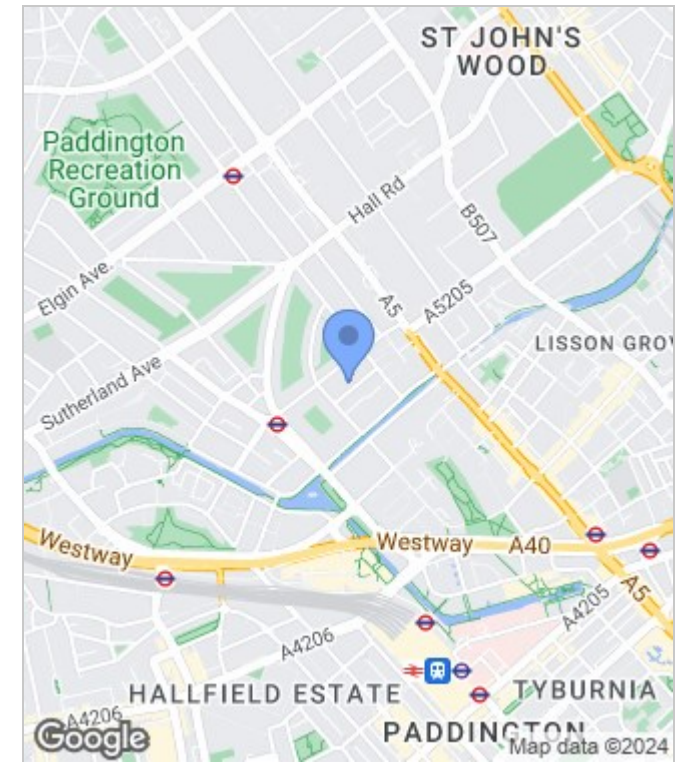 ST JOHN'S
WOOD
Paddington
Recreation
Ground
Hall Rd
B507
Elgin Ave.
A5
A5205
LISSON GROV
Sutherland Ave
Westway
Westway
A40
A5
A4205
A4206
HALLFIELD ESTATE
TYBURNIA
A4206
PADDINGTON
Google
Map data ©2024